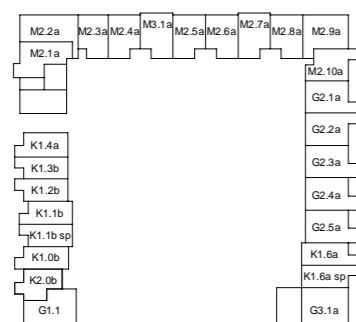 M2.2a
M2.3a
M2.4a
M3.1a
M2.5a
M2.6a
M2.7a
M2.8a
M2.9a
M2.1a
M2.10a
G2.1a
G2.2a
G2.3a
G2.4a
G2.5a
K1.6a
K1.6a sp
G3.1a
K1.4a
K1.3b
K1.2b
K1.1b
K1.1b sp
K1.0b
K2.0b
G1.1